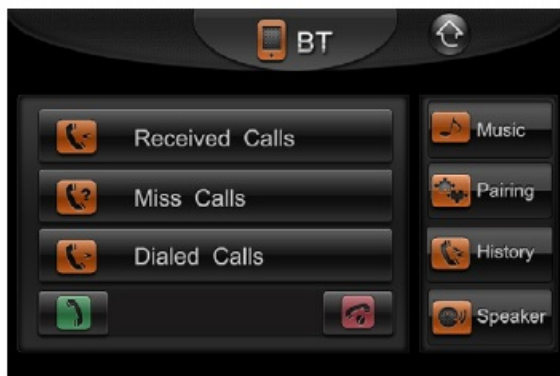 BT
Received Calls
Miss Calls
Dialed Calls
Music
Pairing
History
Speaker